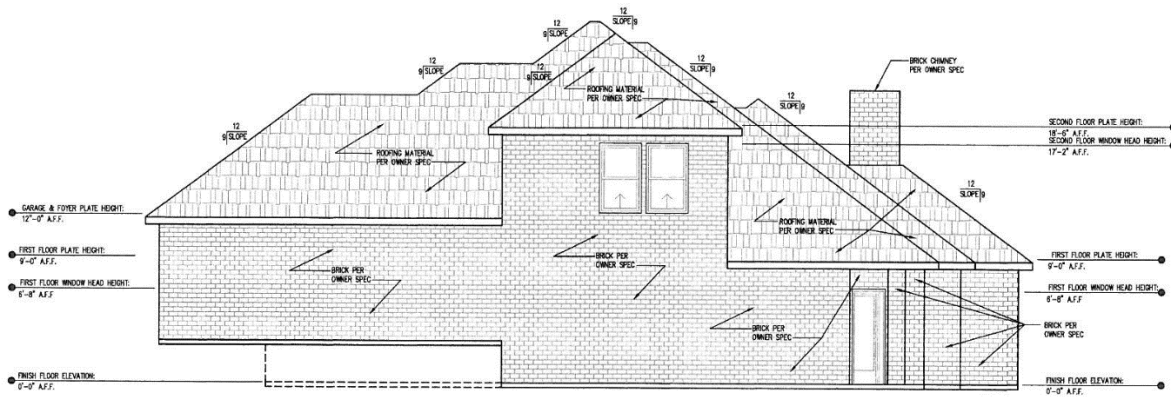 12
9 SLOPE
12
SLOPE 9
12
9 SLOPE
12
9 SLOPE
12
SLOPE 9
12
SLOPE 9
12
9 SLOPE
12
SLOPE 9
ROOFING MATERIAL
PER OWNER SPEC
ROOFING MATERIAL
PER OWNER SPEC
ROOFING MATERIAL
PER OWNER SPEC
BRICK CHIMNEY
PER OWNER SPEC
SECOND FLOOR PLATE HEIGHT:
18'-6" A.F.F.
SECOND FLOOR WINDOW HEAD HEIGHT:
17'-2" A.F.F.
GARAGE & FOYER PLATE HEIGHT:
12'-0" A.F.F.
FIRST FLOOR PLATE HEIGHT:
9'-0" A.F.F.
FIRST FLOOR WINDOW HEAD HEIGHT:
6'-8" A.F.F
FINISH FLOOR ELEVATION:
0'-0" A.F.F.
BRICK PER
OWNER SPEC
BRICK PER
OWNER SPEC
BRICK PER
OWNER SPEC
FIRST FLOOR PLATE HEIGHT:
9'-0" A.F.F.
FIRST FLOOR WINDOW HEAD HEIGHT:
6'-8" A.F.F.
BRICK PER
OWNER SPEC
FINISH FLOOR ELEVATION:
0'-0" A.F.F.